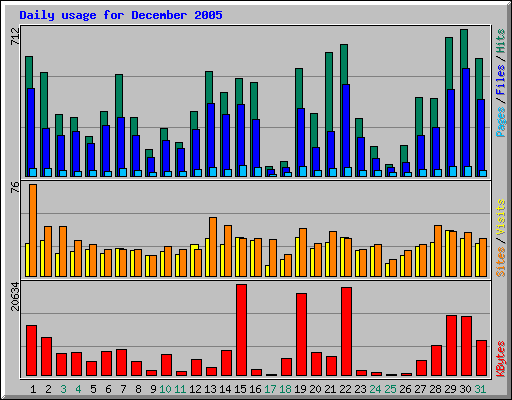 Daily usage for December 2005
712
Pages / Files / Hits
76
Sites / Visits
20634
KBytes
1 2 3 4 5 6 7 8 9 10 11 12 13 14 15 16 17 18 19 20 21 22 23 24 25 26 27 28 29 30 31